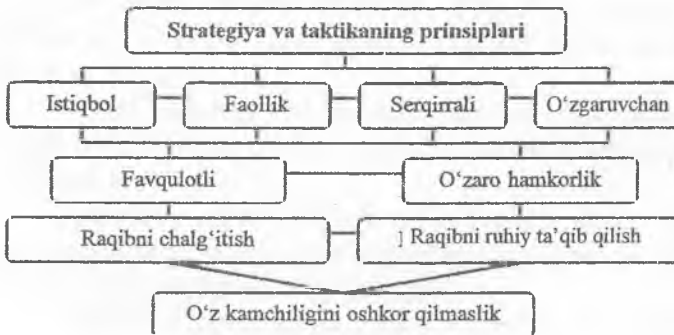 Strategiya va taktikaning prinsiplari
Istiqbol
Faollik
Serqirrali
O‘zgaruvchan
Favqulotli
O‘zaro hamkorlik
Raqibni chalg‘itish
Raqibni ruhiy ta’qib qilish
O‘z kamchiligini oshkor qilmaslik